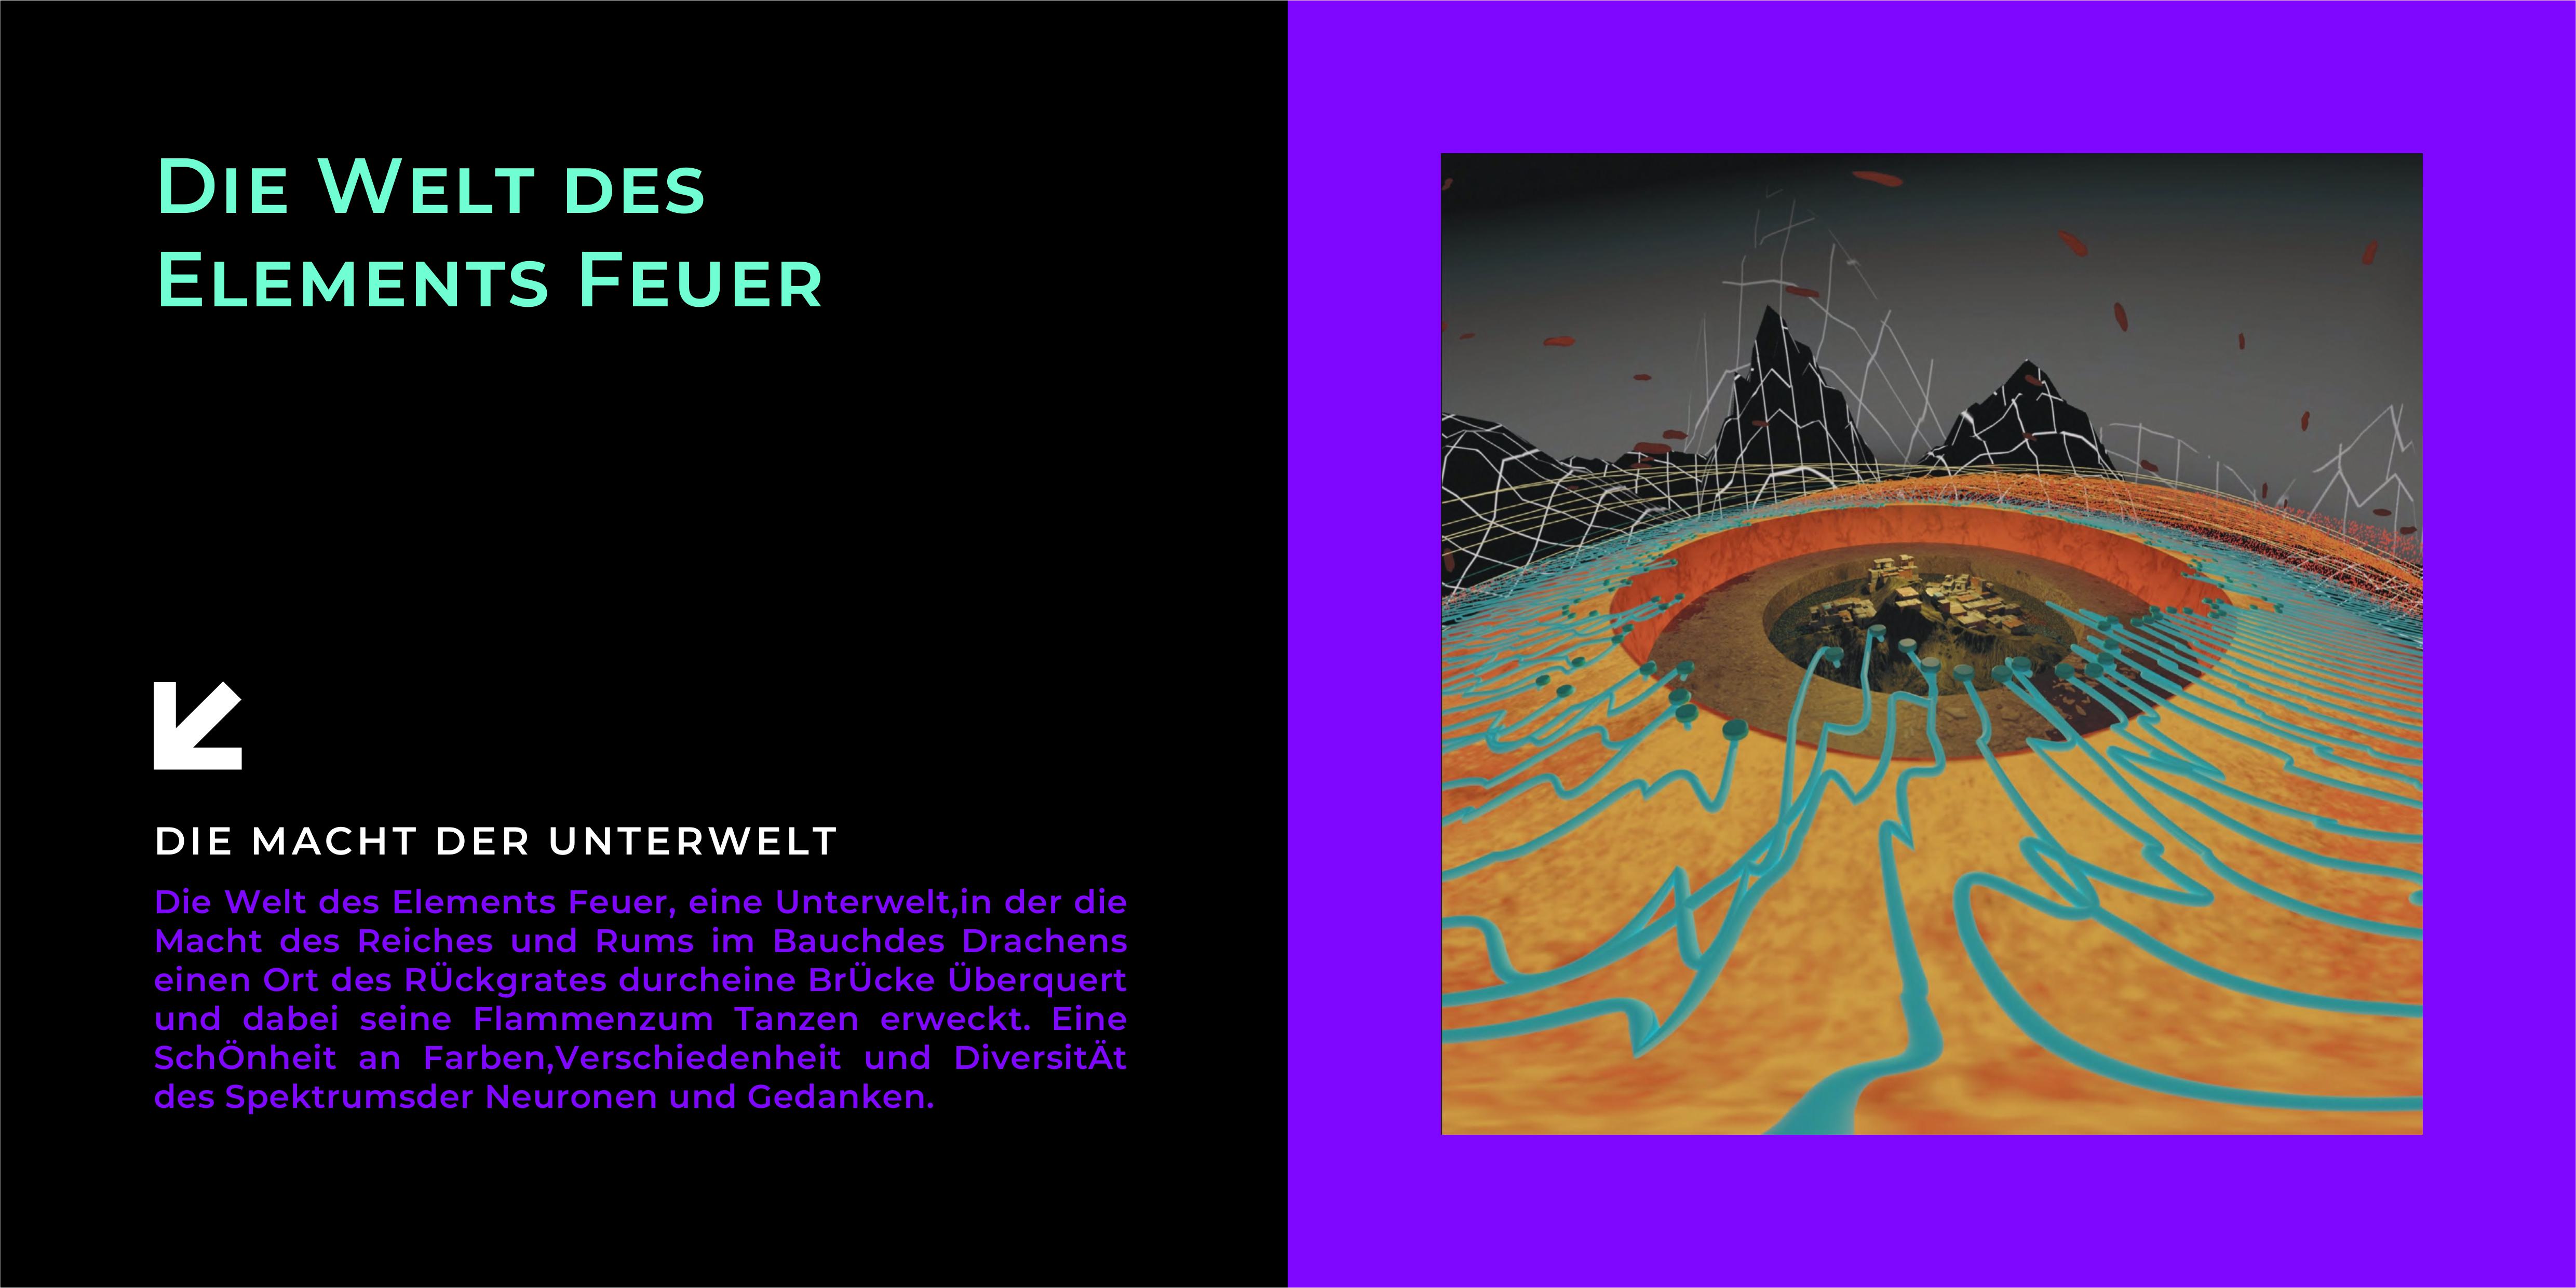 Die Welt des
Elements Feuer
DIE MACHT DER UNTERWELT
Die Welt des Elements Feuer, eine Unterwelt,in der die
Macht des Reiches und Rums im Bauchdes Drachens
einen Ort des RÜckgrates durcheine BrÜcke Überquert
und dabei seine Flammenzum Tanzen erweckt. Eine
SchÖnheit an Farben,Verschiedenheit und DiversitÄt
des Spektrumsder Neuronen und Gedanken.